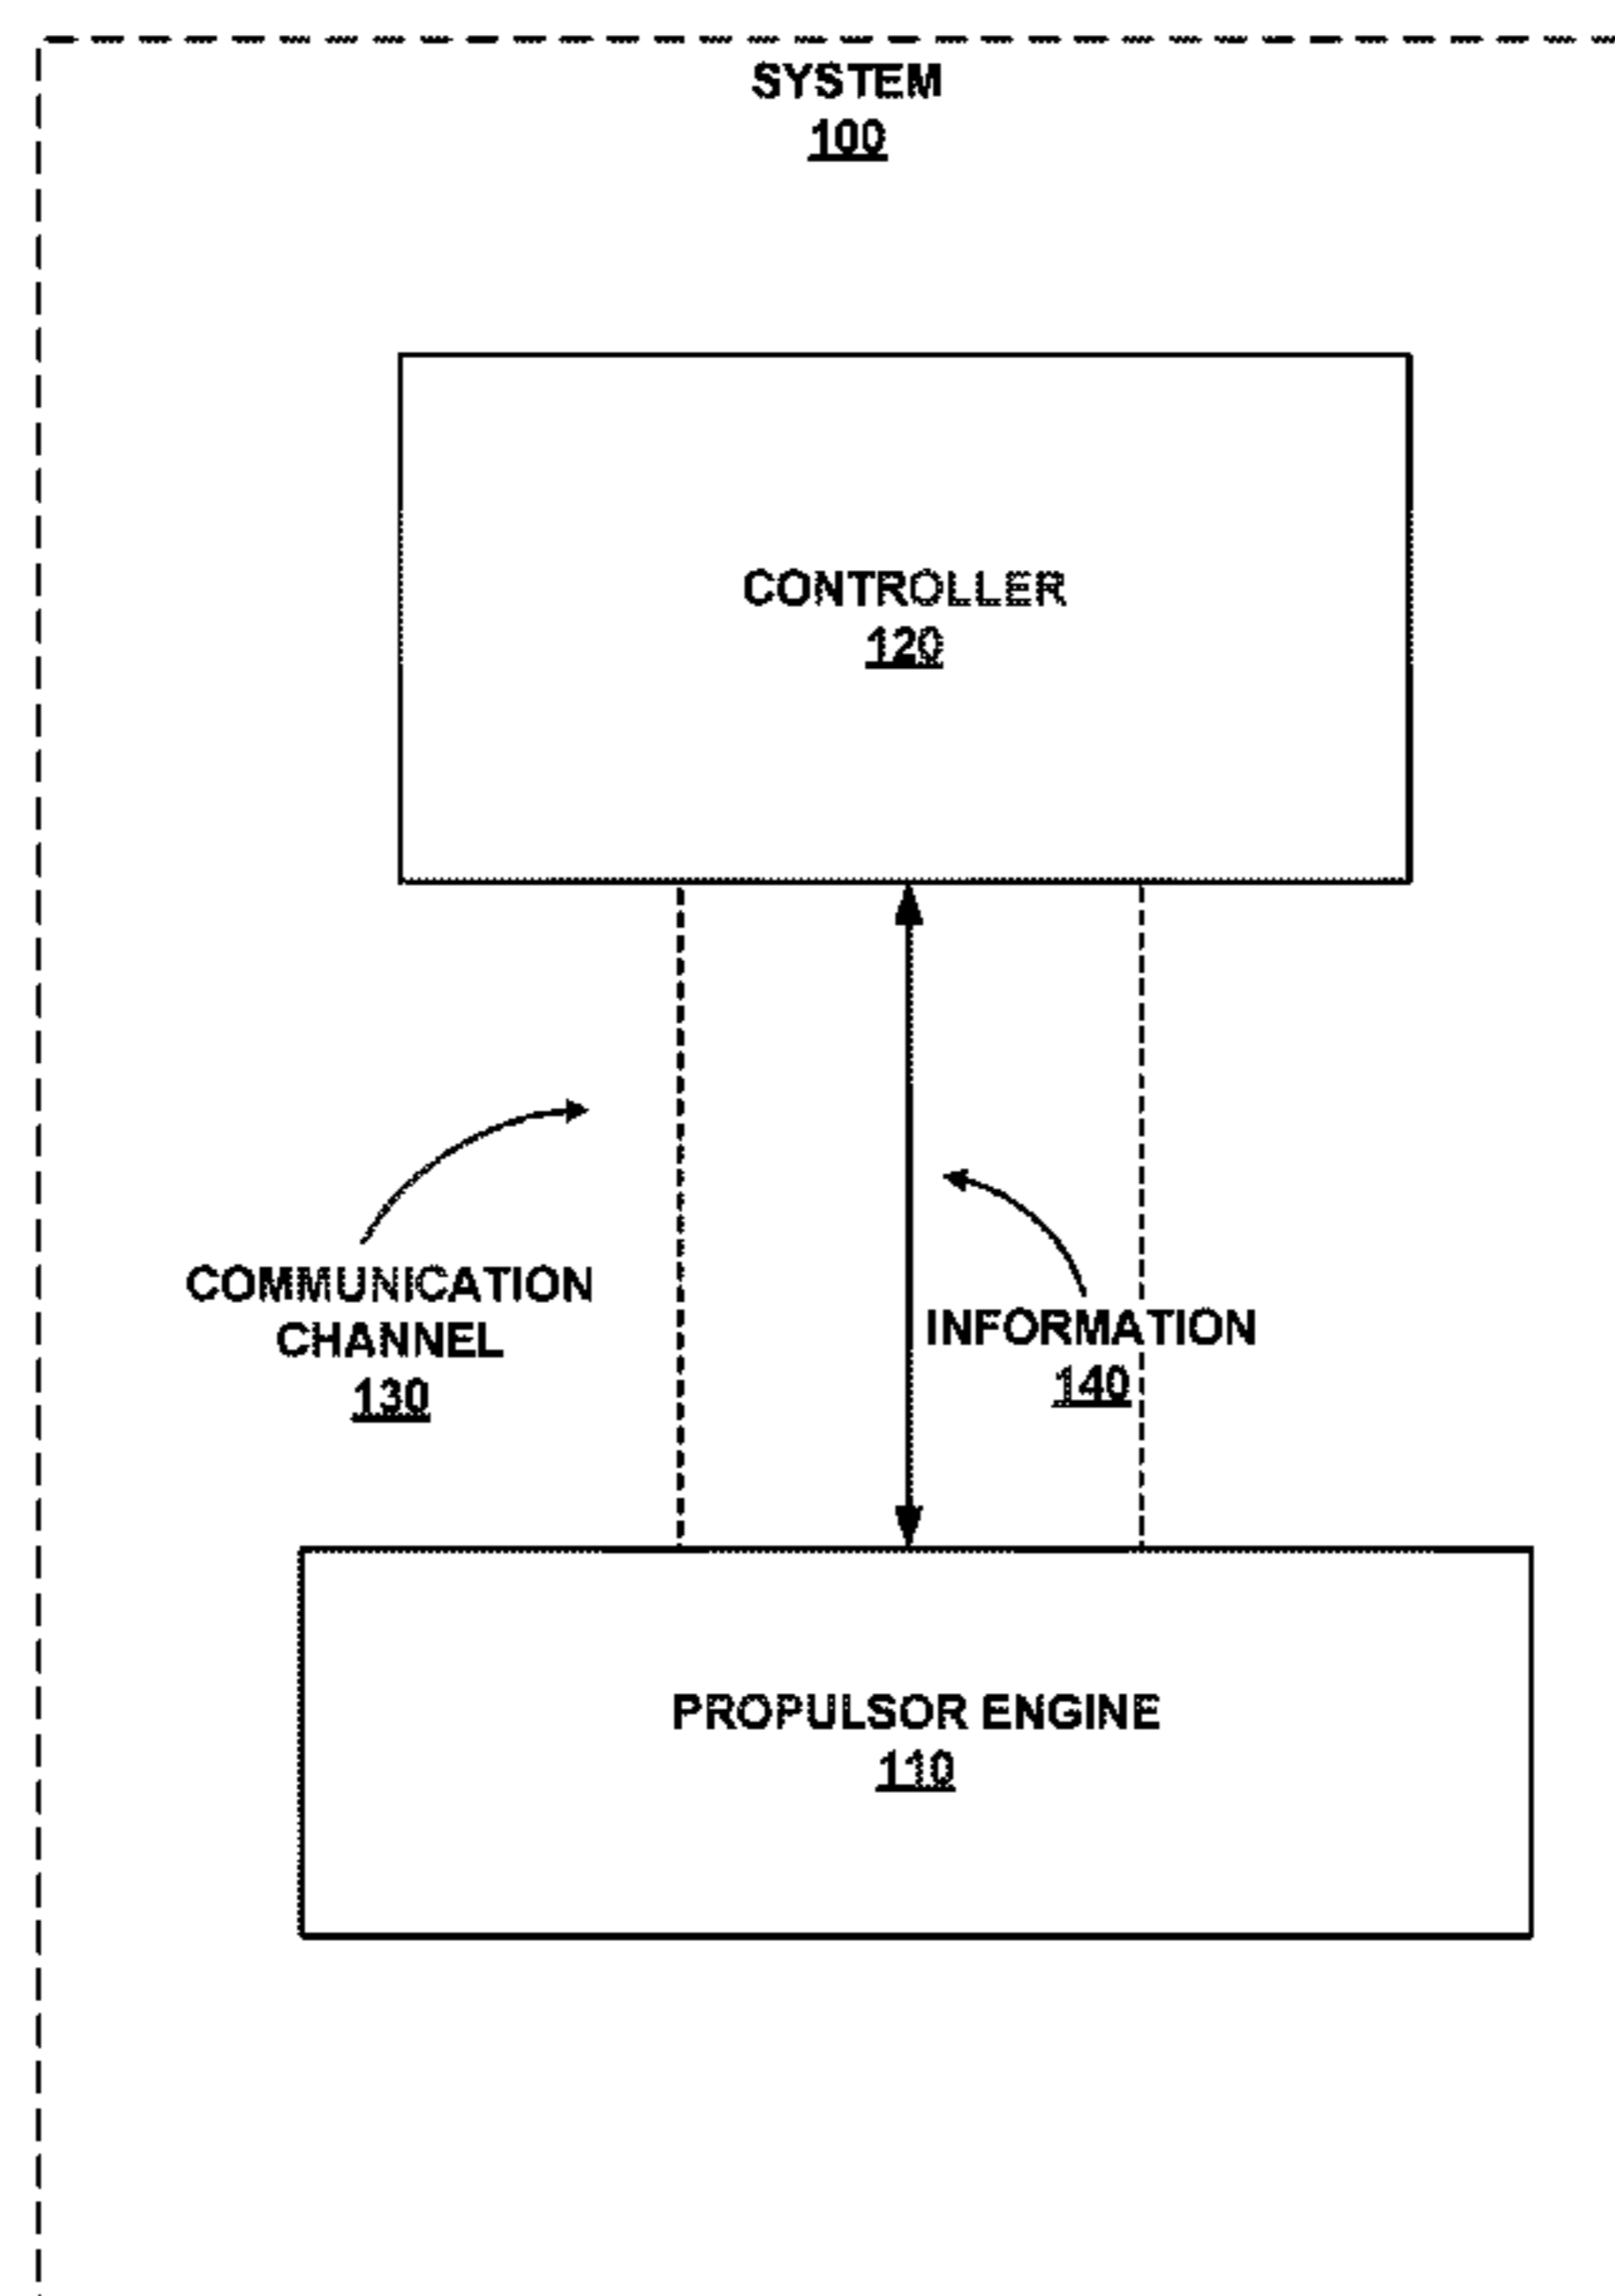 SYSTEM
100
CONTROLLER
120
COMMUNICATION
CHANNEL
130
INFORMATION
140
PROPULSOR ENGINE
110